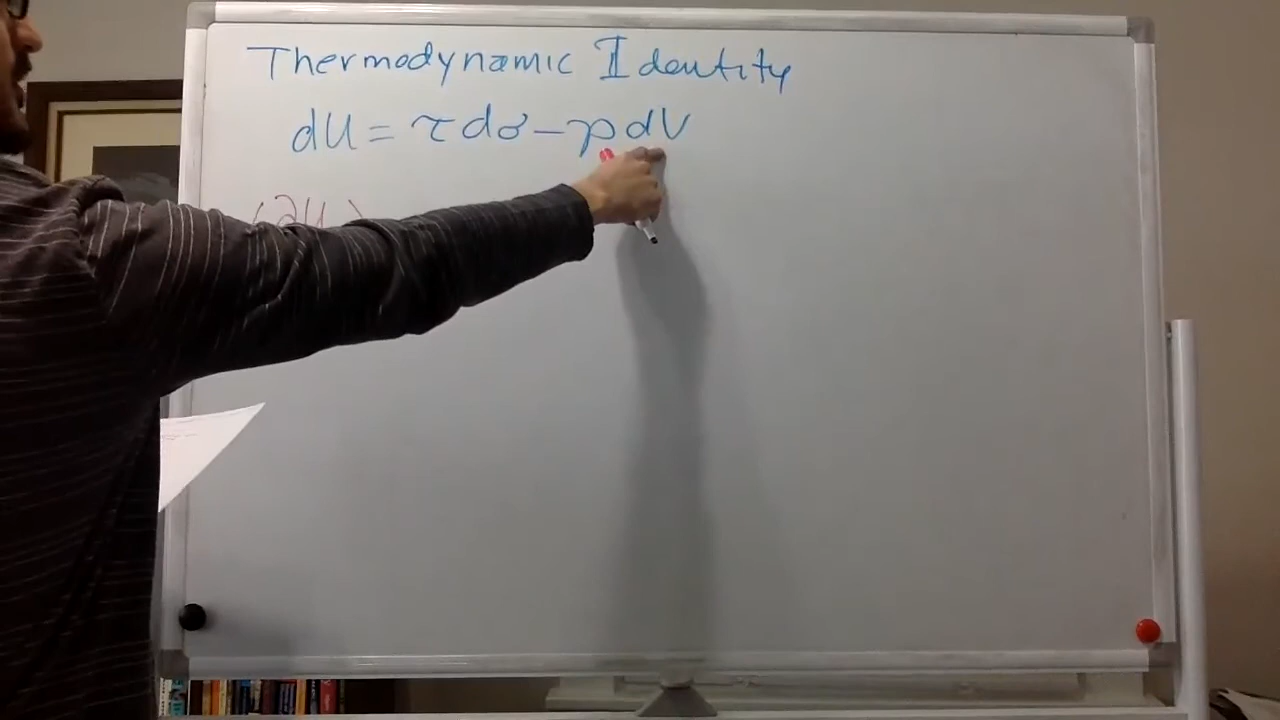 Thermodynamic Identity
dU = τdσ − pdV
(∂U)